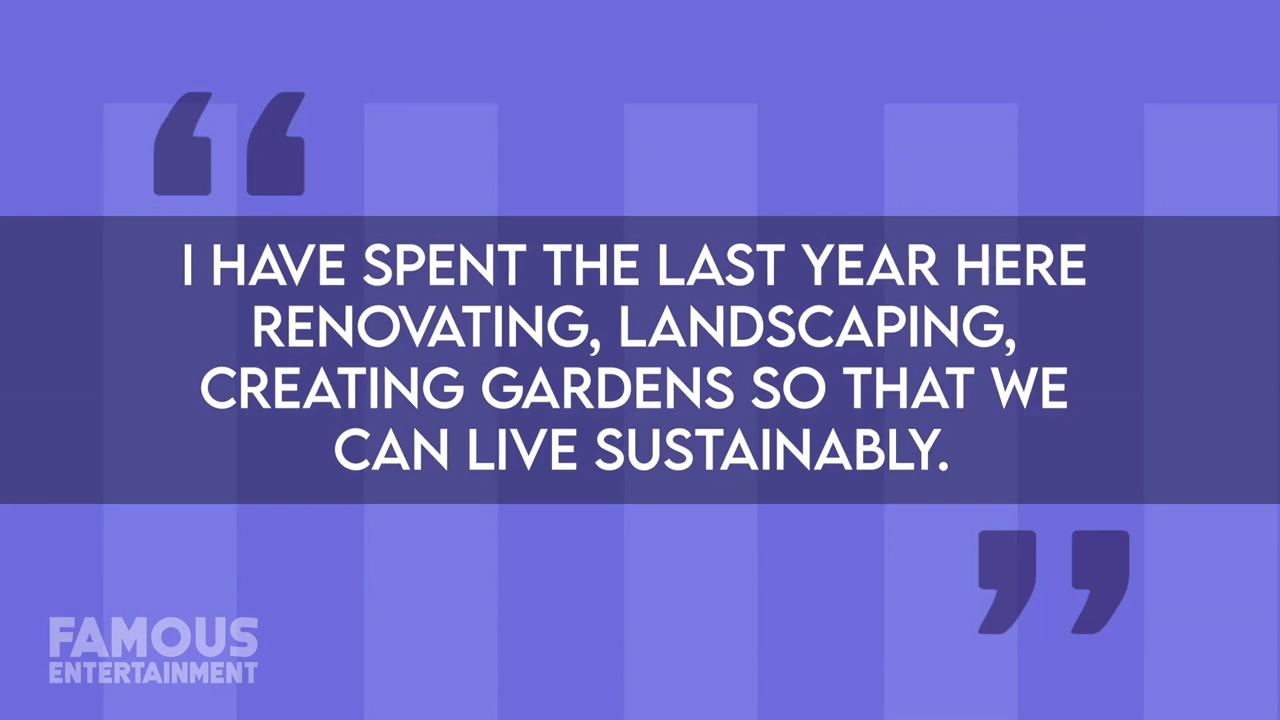 “
I HAVE SPENT THE LAST YEAR HERE
RENOVATING, LANDSCAPING,
CREATING GARDENS SO THAT WE
CAN LIVE SUSTAINABLY.
”
FAMOUS
ENTERTAINMENT